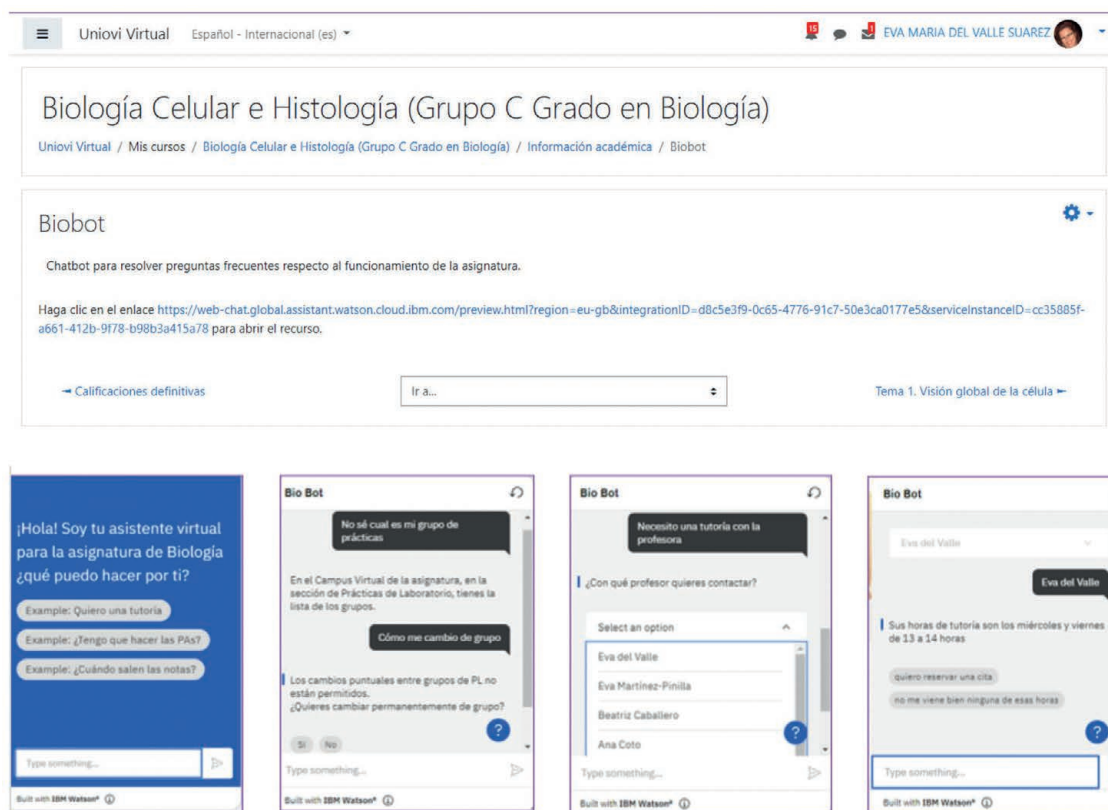 Uniovi Virtual Español - Internacional (es)
15
1
EVA MARIA DEL VALLE SUAREZ
Biología Celular e Histología (Grupo C Grado en Biología)
Uniovi Virtual / Mis cursos / Biología Celular e Histología (Grupo C Grado en Biología) / Información académica / Biobot
Biobot
Chatbot para resolver preguntas frecuentes respecto al funcionamiento de la asignatura.
Haga clic en el enlace https://web-chat.global.assistant.watson.cloud.ibm.com/preview.html?region=eu-gb&integrationID=d8c5e3f9-0c65-4776-91c7-50e3ca0177e5&serviceInstanceID=cc35885f-
a661-412b-9f78-b98b3a415a78 para abrir el recurso.
Calificaciones definitivas
Ir a...
Tema 1. Visión global de la célula
¡Hola! Soy tu asistente virtual
para la asignatura de Biología
¿qué puedo hacer por ti?
Example: Quiero una tutoría
Example: ¿Tengo que hacer las PAs?
Example: ¿Cuándo salen las notas?
Type something...
Built with IBM Watson®
Bio Bot
No sé cual es mi grupo de
prácticas
En el Campus Virtual de la asignatura, en la
sección de Prácticas de Laboratorio, tienes la
lista de los grupos.
Cómo me cambio de grupo
Los cambios puntuales entre grupos de PL no
están permitidos.
¿Quieres cambiar permanentemente de grupo?
Sí No
?
Type something...
Built with IBM Watson®
Bio Bot
Necesito una tutoría con la
profesora
¿Con qué profesor quieres contactar?
Select an option
Eva del Valle
Eva Martínez-Pinilla
Beatriz Caballero
Ana Coto
?
Type something...
Built with IBM Watson®
Bio Bot
Eva del Valle
Eva del Valle
Sus horas de tutoría son los miércoles y viernes
de 13 a 14 horas
quiero reservar una cita
no me viene bien ninguna de esas horas
?
Type something...
Built with IBM Watson®